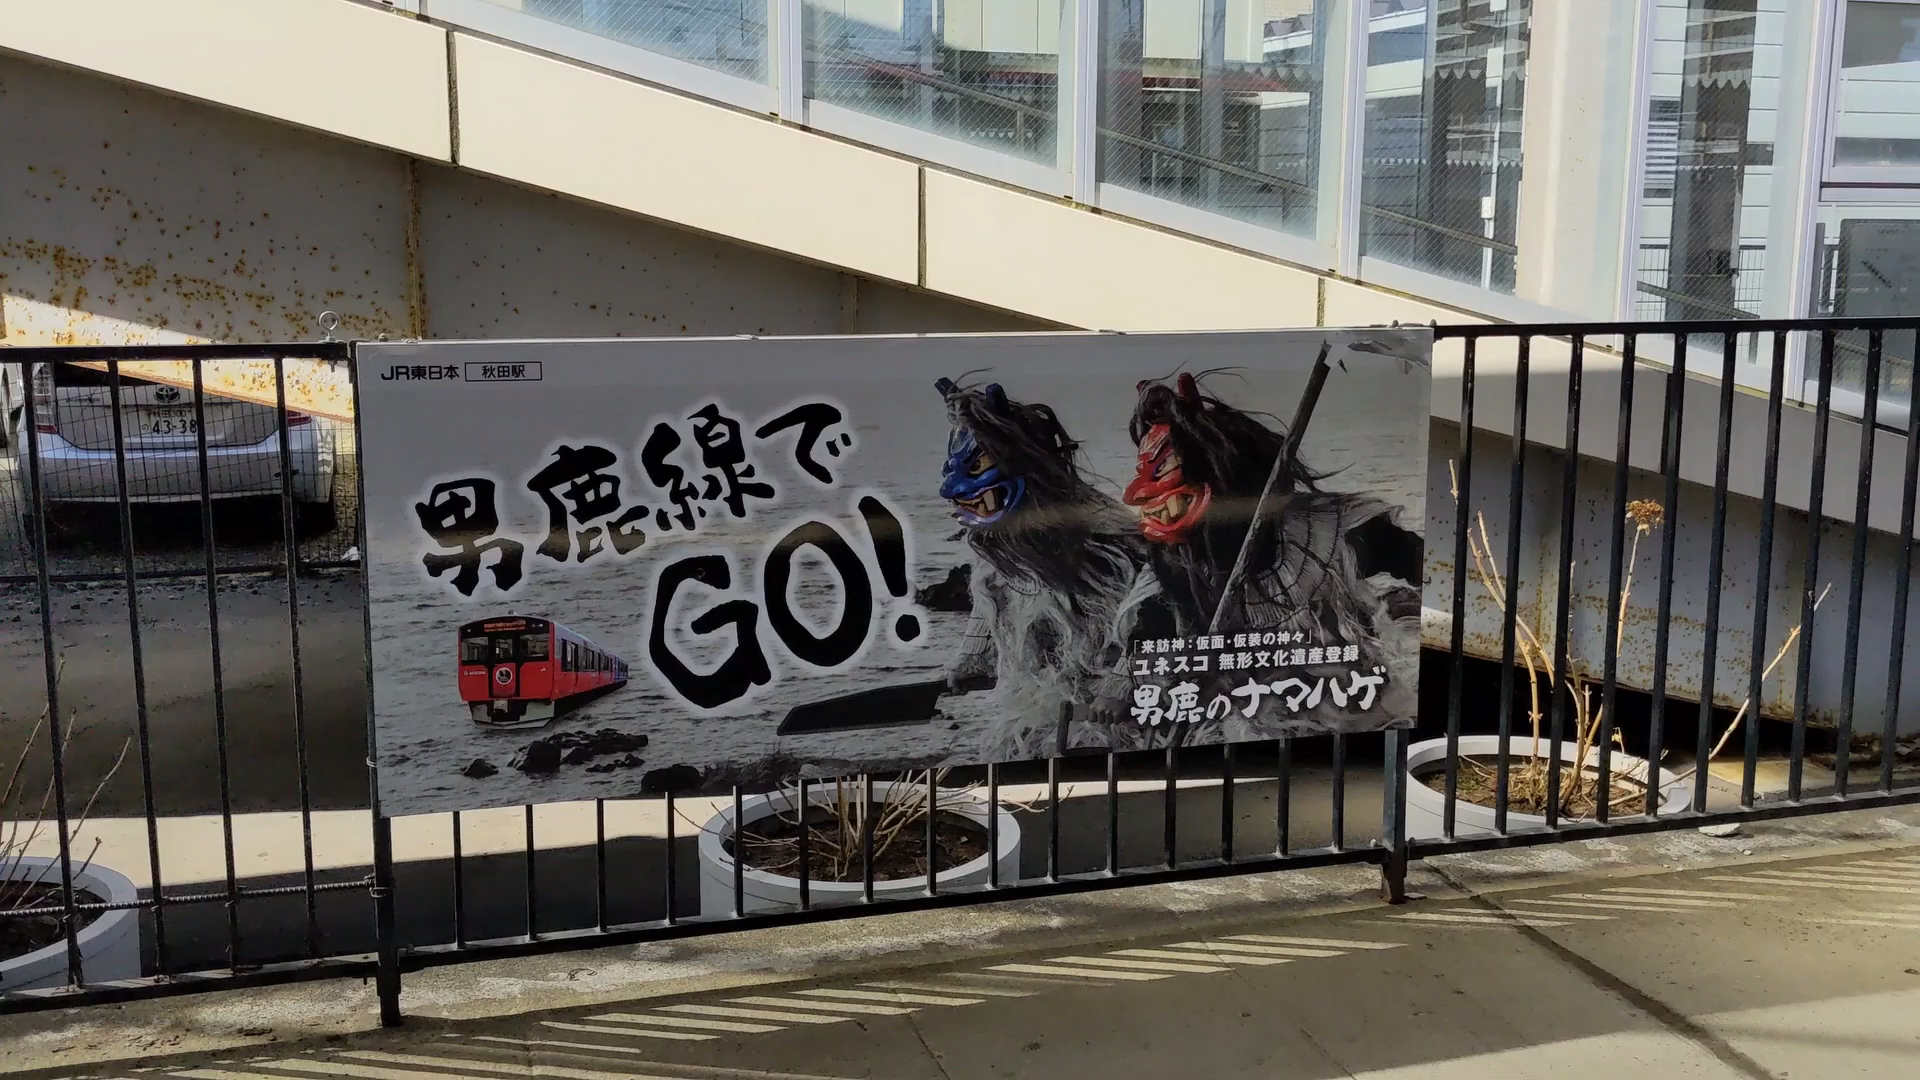 JR東日本 秋田駅
男鹿線で
GO!
「来訪神：仮面・仮装の神々」
ユネスコ 無形文化遺産登録
男鹿のナマハゲ
43-38